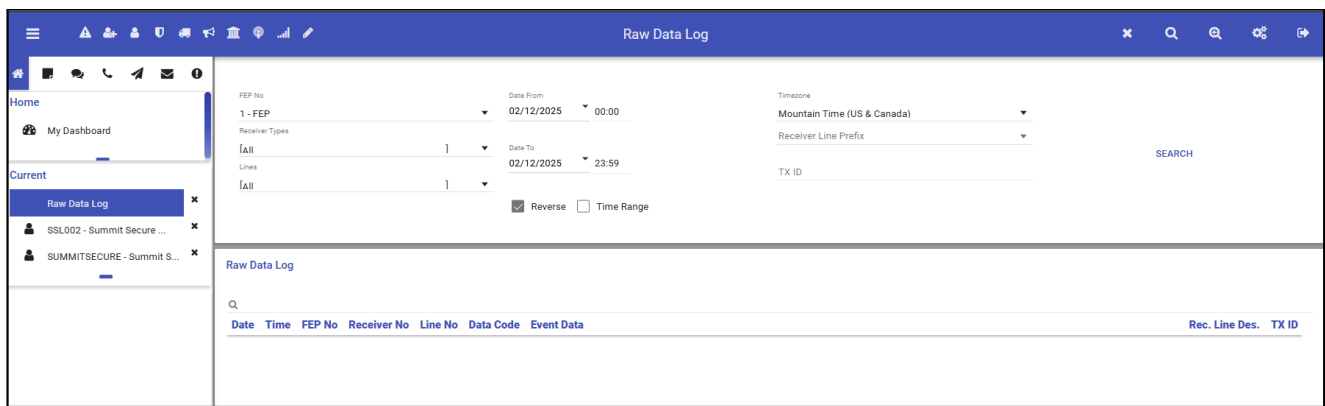 Raw Data Log
Home
My Dashboard
Current
Raw Data Log
SSL002 - Summit Secure ...
SUMMITSECURE - Summit S...
FEP No
1 - FEP
Receiver Types
[All ]
Lines
[All ]
Date From
02/12/2025 00:00
Date To
02/12/2025 23:59
Reverse Time Range
Timezone
Mountain Time (US & Canada)
Receiver Line Prefix
TX ID
SEARCH
Raw Data Log
Date Time FEP No Receiver No Line No Data Code Event Data Rec. Line Des. TX ID